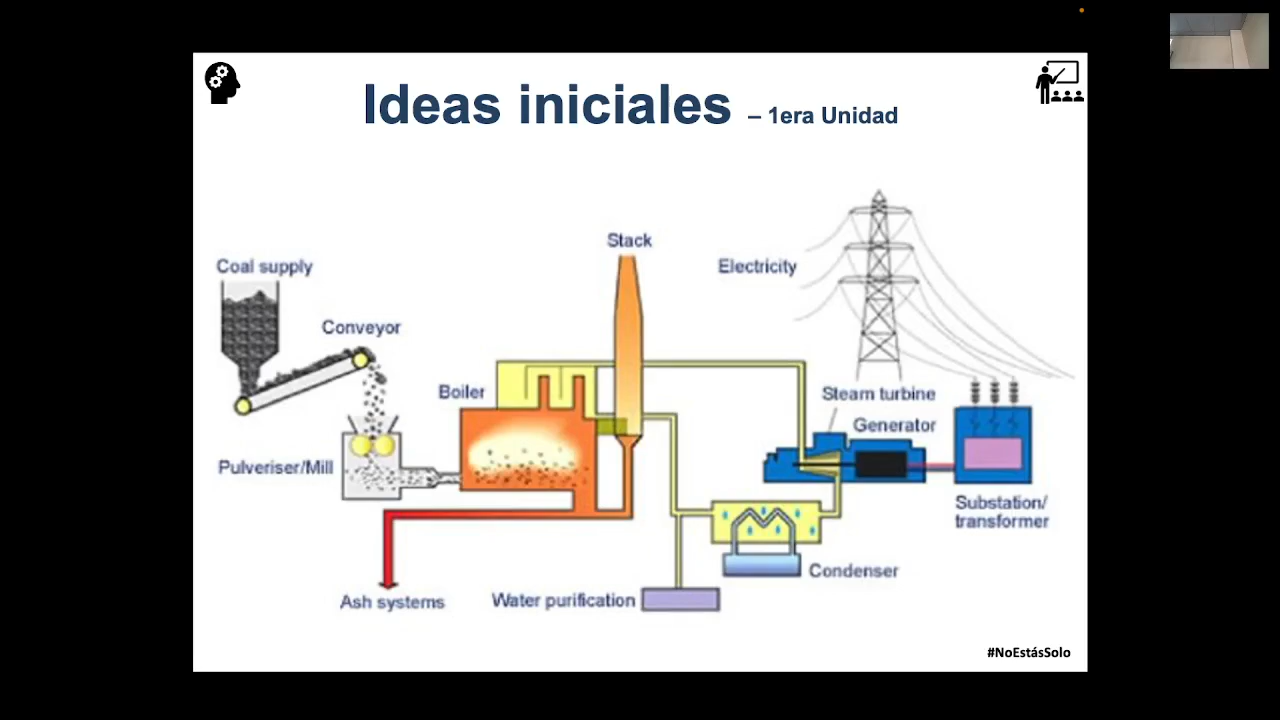 Ideas iniciales – 1era Unidad
Stack
Coal supply
Electricity
Conveyor
Boiler
Steam turbine
Generator
Pulveriser/Mill
Substation/
transformer
Condenser
Ash systems
Water purification
#NoEstásSolo